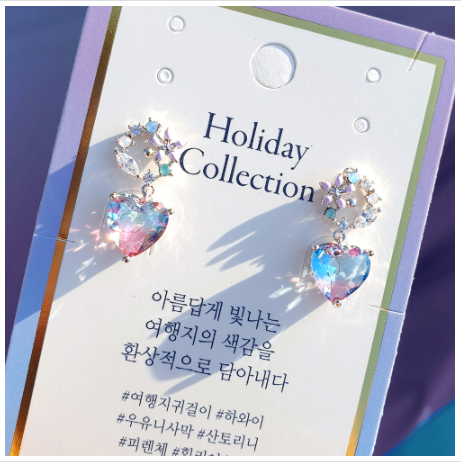 Holiday
Collection
아름답게 빛나는
여행지의 색감을
환상적으로 담아내다
#여행지귀걸이 #하와이
#우유니사막 #산토리니
#피렌체